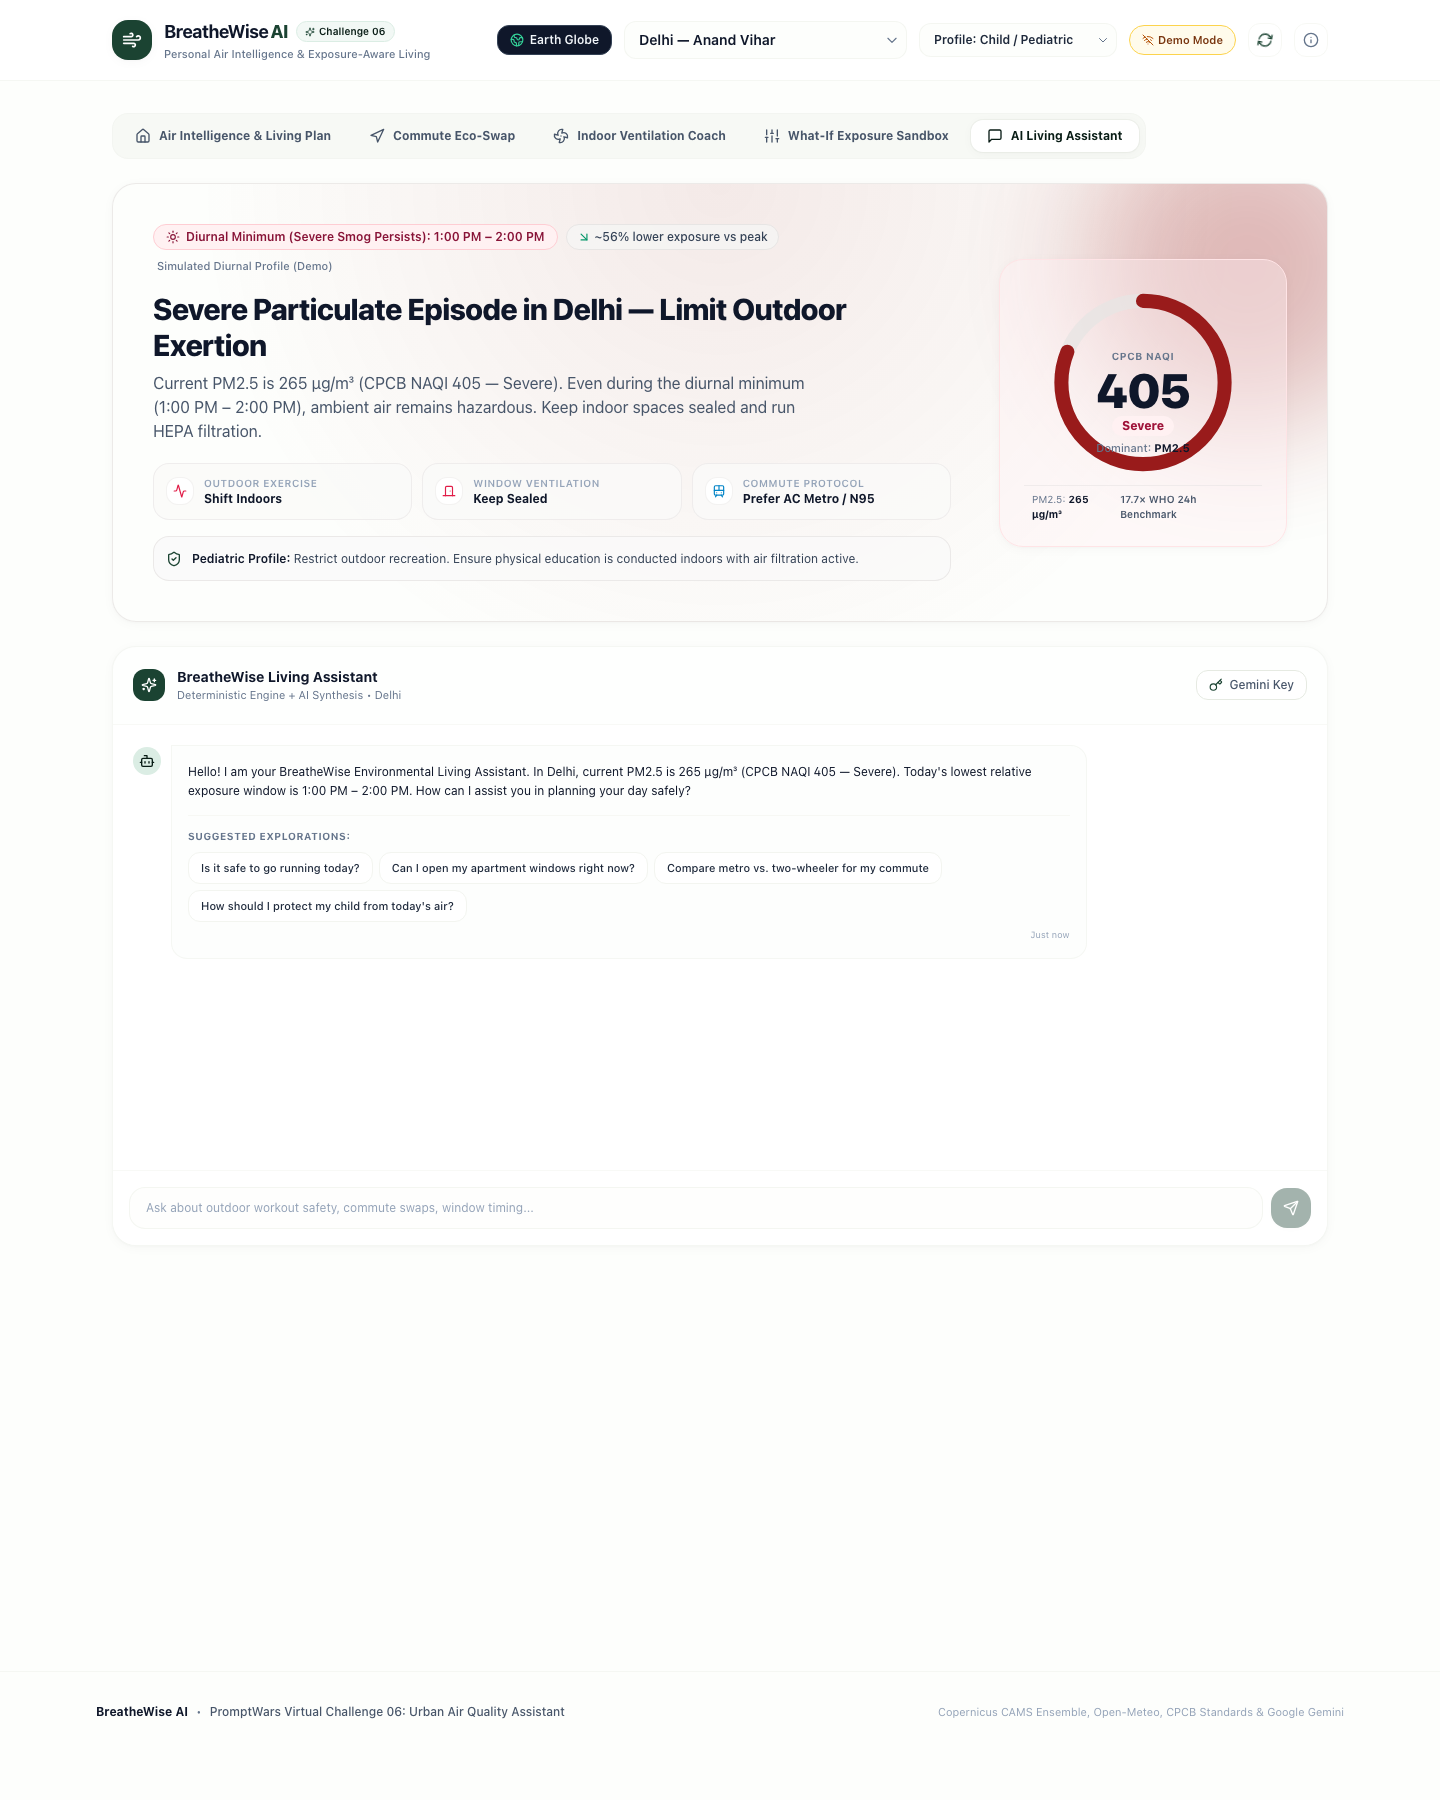 BreatheWise AI
Challenge 06
Personal Air Intelligence & Exposure-Aware Living
Earth Globe
Delhi — Anand Vihar
Profile: Child / Pediatric
Demo Mode
Air Intelligence & Living Plan
Commute Eco-Swap
Indoor Ventilation Coach
What-If Exposure Sandbox
AI Living Assistant
Diurnal Minimum (Severe Smog Persists): 1:00 PM – 2:00 PM
~56% lower exposure vs peak
Simulated Diurnal Profile (Demo)
Severe Particulate Episode in Delhi — Limit Outdoor
Exertion
Current PM2.5 is 265 µg/m³ (CPCB NAQI 405 — Severe). Even during the diurnal minimum
(1:00 PM – 2:00 PM), ambient air remains hazardous. Keep indoor spaces sealed and run
HEPA filtration.
OUTDOOR EXERCISE
Shift Indoors
WINDOW VENTILATION
Keep Sealed
COMMUTE PROTOCOL
Prefer AC Metro / N95
Pediatric Profile: Restrict outdoor recreation. Ensure physical education is conducted indoors with air filtration active.
CPCB NAQI
405
Severe
Dominant: PM2.5
PM2.5: 265
µg/m³
17.7× WHO 24h
Benchmark
BreatheWise Living Assistant
Deterministic Engine + AI Synthesis • Delhi
Gemini Key
Hello! I am your BreatheWise Environmental Living Assistant. In Delhi, current PM2.5 is 265 µg/m³ (CPCB NAQI 405 — Severe). Today's lowest relative
exposure window is 1:00 PM – 2:00 PM. How can I assist you in planning your day safely?
SUGGESTED EXPLORATIONS:
Is it safe to go running today?
Can I open my apartment windows right now?
Compare metro vs. two-wheeler for my commute
How should I protect my child from today's air?
Just now
Ask about outdoor workout safety, commute swaps, window timing...
BreatheWise AI • PromptWars Virtual Challenge 06: Urban Air Quality Assistant
Copernicus CAMS Ensemble, Open-Meteo, CPCB Standards & Google Gemini